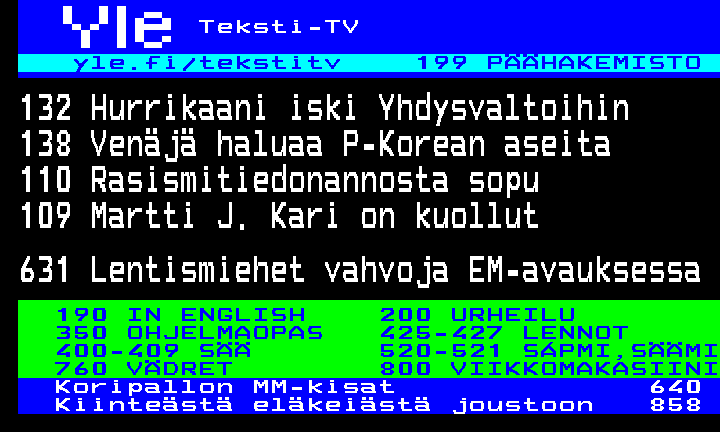 Yle Teksti-TV
yle.fi/tekstitv 199 PÄÄHAKEMISTO
132 Hurrikaani iski Yhdysvaltoihin
138 Venäjä haluaa P-Korean aseita
110 Rasismitiedonannosta sopu
109 Martti J. Kari on kuollut
631 Lentismiehet vahvoja EM-avauksessa
190 IN ENGLISH 200 URHEILU
350 OHJELMAOPAS 425-427 LENNOT
400-409 SÄÄ 520-521 SÁPMI,SÄÄMI
760 VÄDRET 800 VIIKKOMAKASIINI
Koripallon MM-kisat 640
Kiinteästä eläkeiästä joustoon 858